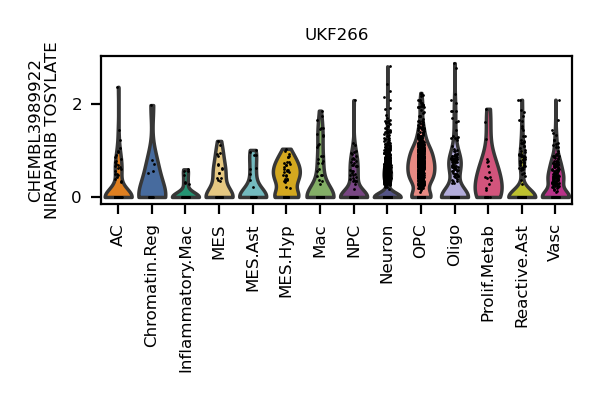 UKF266
CHEMBL3989922
NIRAPARIB TOSYLATE
2
0
AC
Chromatin.Reg
Inflammatory.Mac
MES
MES.Ast
MES.Hyp
Mac
NPC
Neuron
OPC
Oligo
Prolif.Metab
Reactive.Ast
Vasc